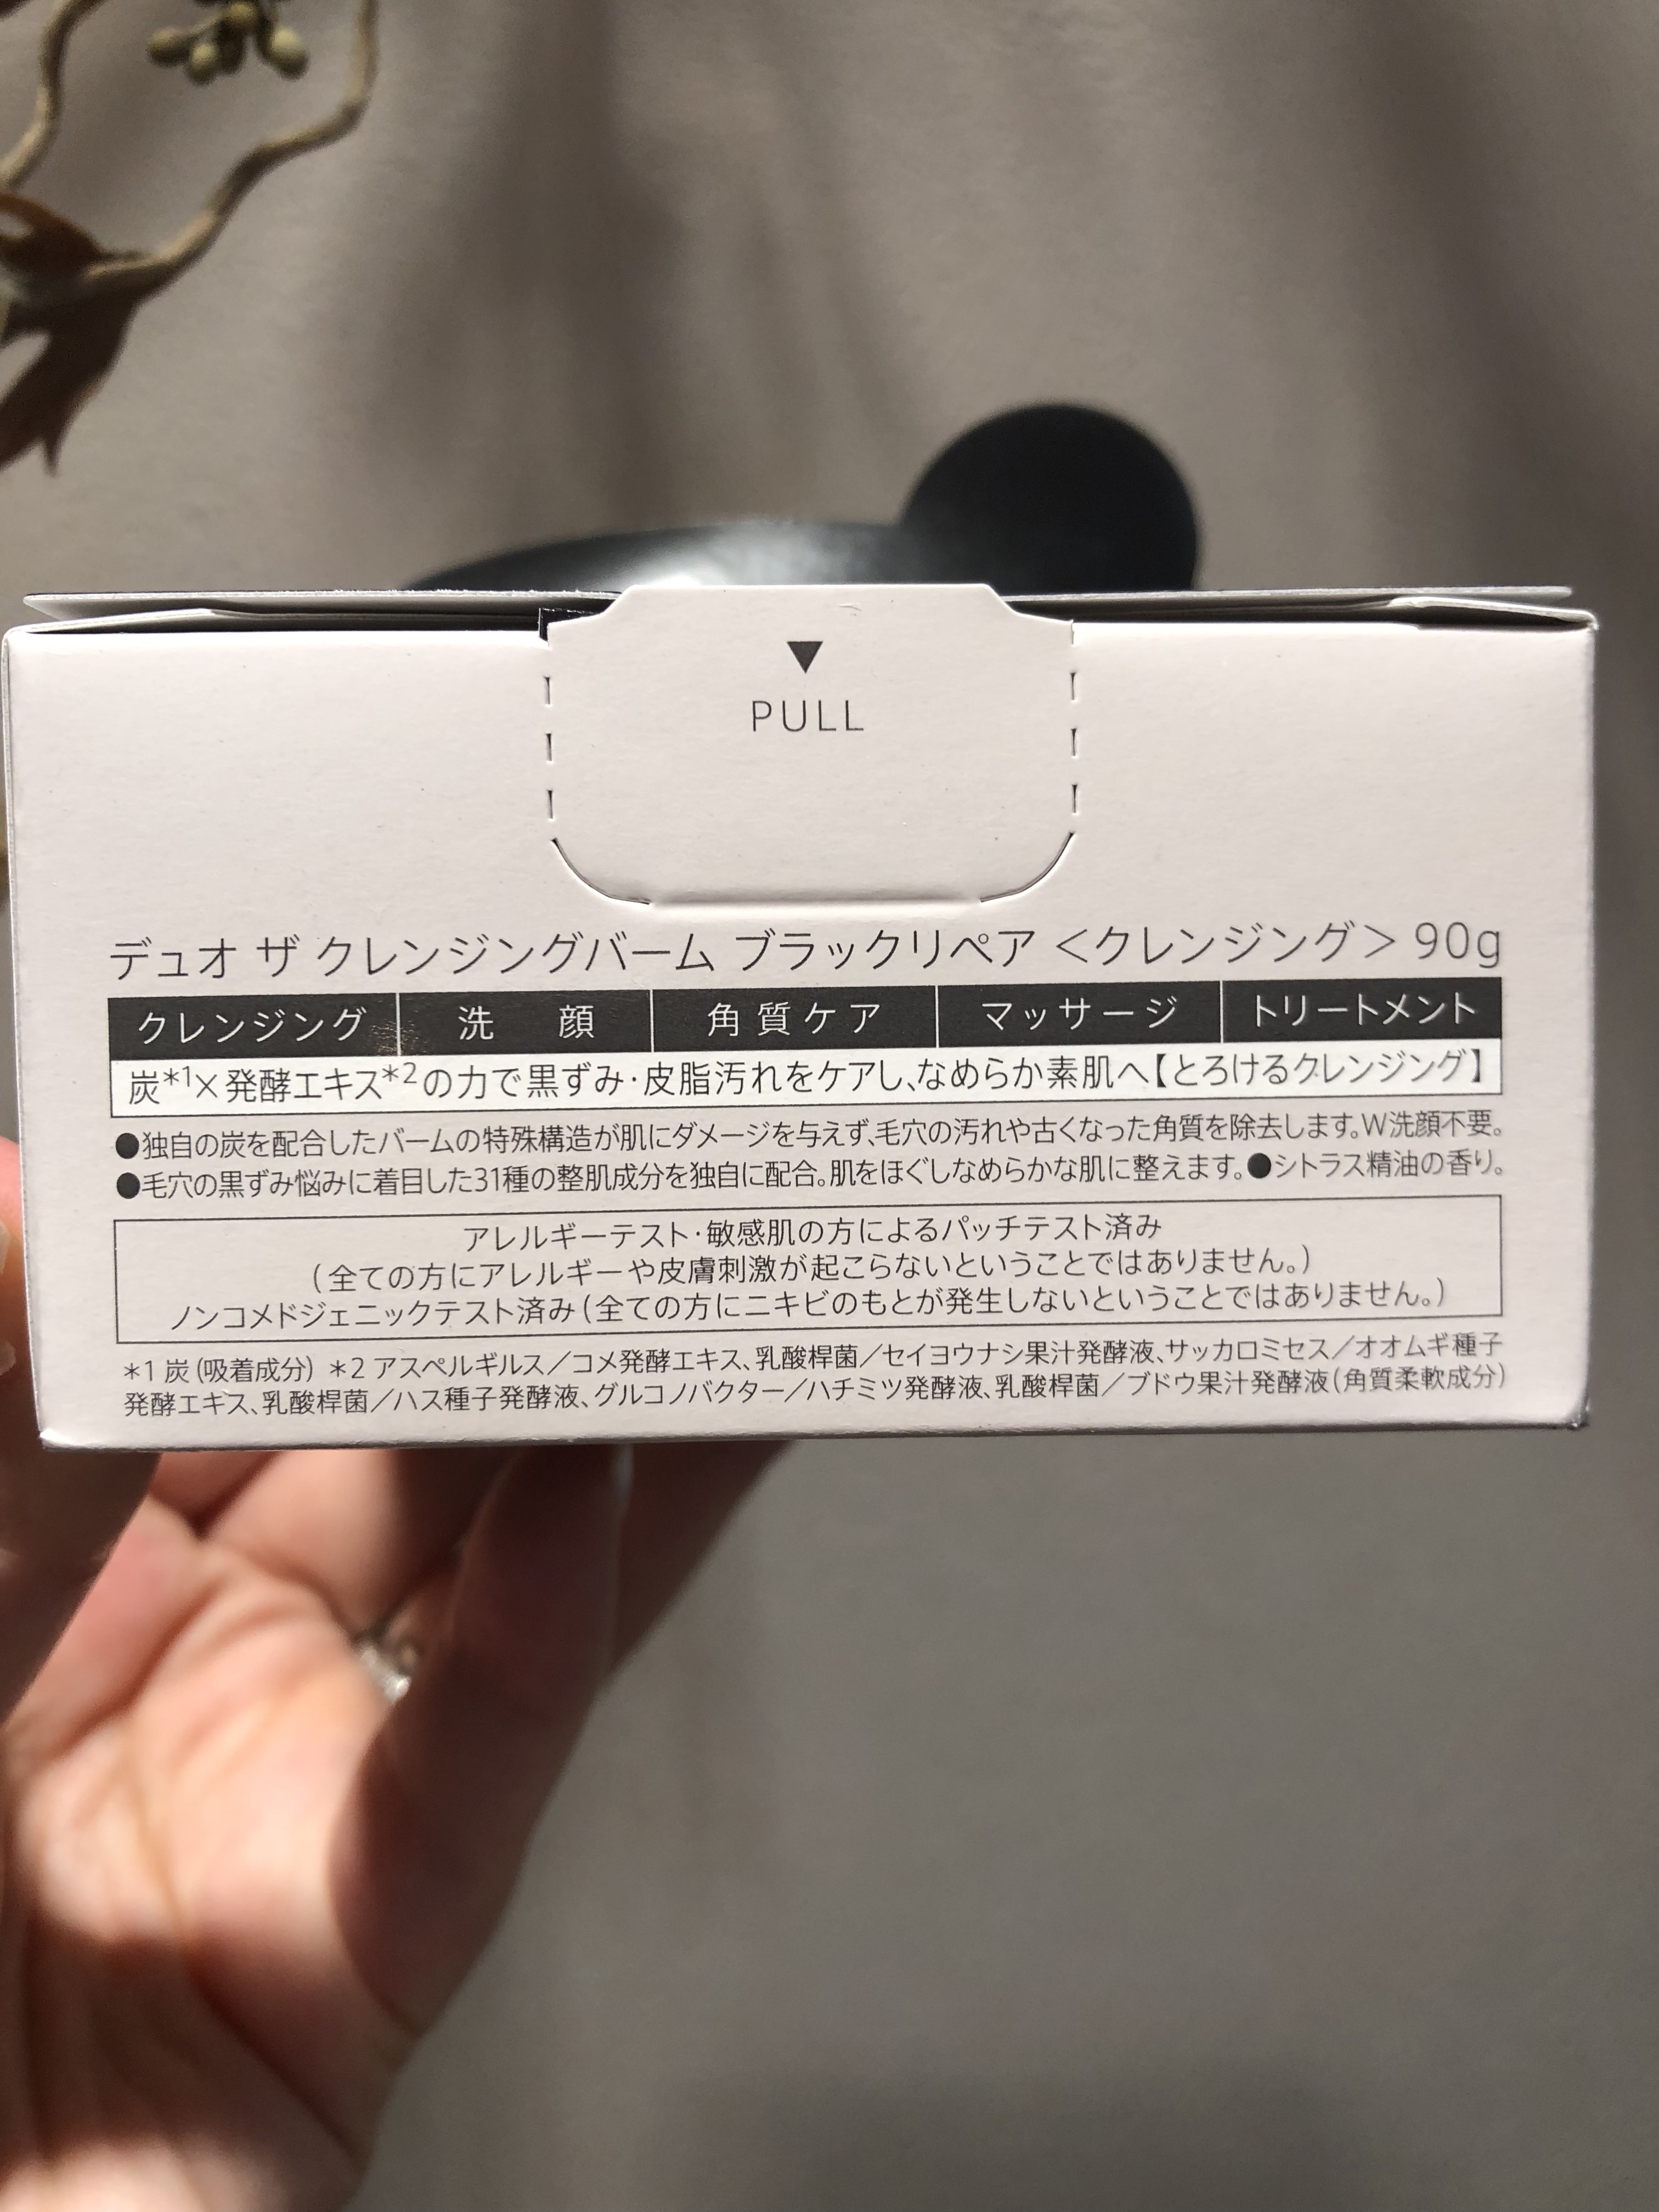 ▼
PULL
デュオ ザ クレンジングバーム ブラックリペア <クレンジング> 90g
クレンジング 洗顔 角質ケア マッサージ トリートメント
炭*1×発酵エキス*2の力で黒ずみ・皮脂汚れをケアし、なめらか素肌へ【とろけるクレンジング】
●独自の炭を配合したバームの特殊構造が肌にダメージを与えず、毛穴の汚れや古くなった角質を除去します。W洗顔不要。
●毛穴の黒ずみ悩みに着目した31種の整肌成分を独自に配合。肌をほぐしなめらかな肌に整えます。●シトラス精油の香り。
アレルギーテスト・敏感肌の方によるパッチテスト済み
(全ての方にアレルギーや皮膚刺激が起こらないということではありません。)
ノンコメドジェニックテスト済み(全ての方にニキビのもとが発生しないということではありません。)
*1 炭(吸着成分) *2 アスペルギルス/コメ発酵エキス、乳酸桿菌/セイヨウナシ果汁発酵液、サッカロミセス/オオムギ種子
発酵エキス、乳酸桿菌/ハス種子発酵液、グルコノバクター/ハチミツ発酵液、乳酸桿菌/ブドウ果汁発酵液(角質柔軟成分)